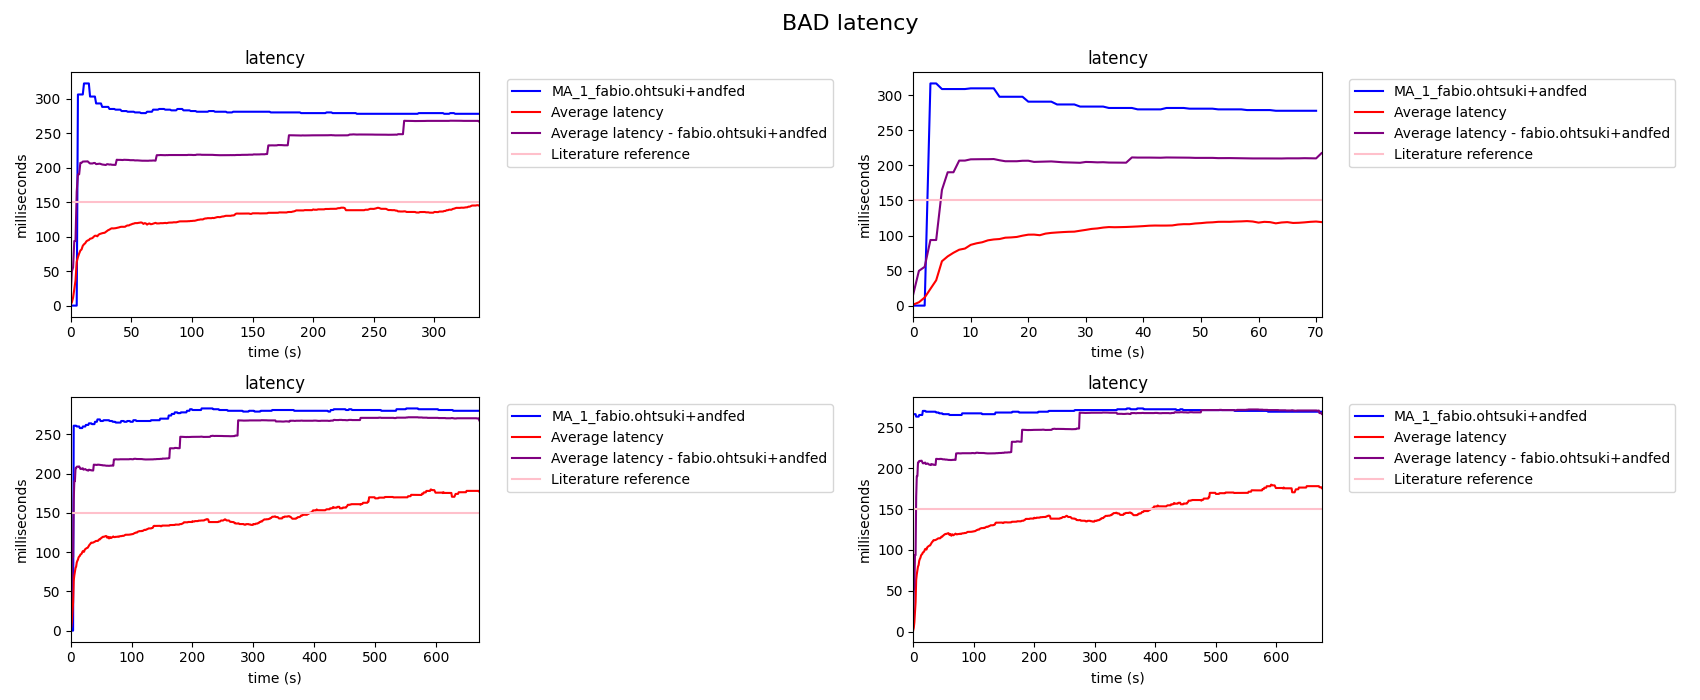 BAD latency
latency
milliseconds
300
250
200
150
100
50
0
0 50 100 150 200 250 300
time (s)
MA_1_fabio.ohtsuki+andfed
Average latency
Average latency - fabio.ohtsuki+andfed
Literature reference
latency
milliseconds
300
250
200
150
100
50
0
0 10 20 30 40 50 60 70
time (s)
MA_1_fabio.ohtsuki+andfed
Average latency
Average latency - fabio.ohtsuki+andfed
Literature reference
latency
milliseconds
250
200
150
100
50
0
0 100 200 300 400 500 600
time (s)
MA_1_fabio.ohtsuki+andfed
Average latency
Average latency - fabio.ohtsuki+andfed
Literature reference
latency
milliseconds
250
200
150
100
50
0
0 100 200 300 400 500 600
time (s)
MA_1_fabio.ohtsuki+andfed
Average latency
Average latency - fabio.ohtsuki+andfed
Literature reference